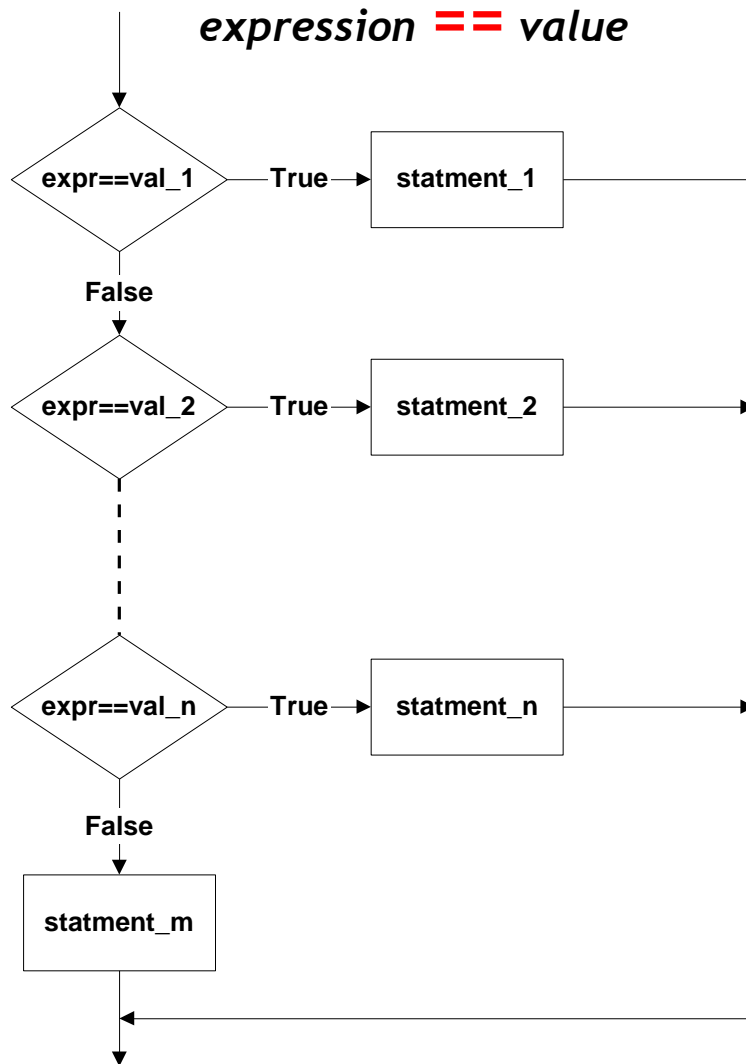 expression == value
expr==val_1
True
statment_1
False
expr==val_2
True
statment_2
expr==val_n
True
statment_n
False
statment_m